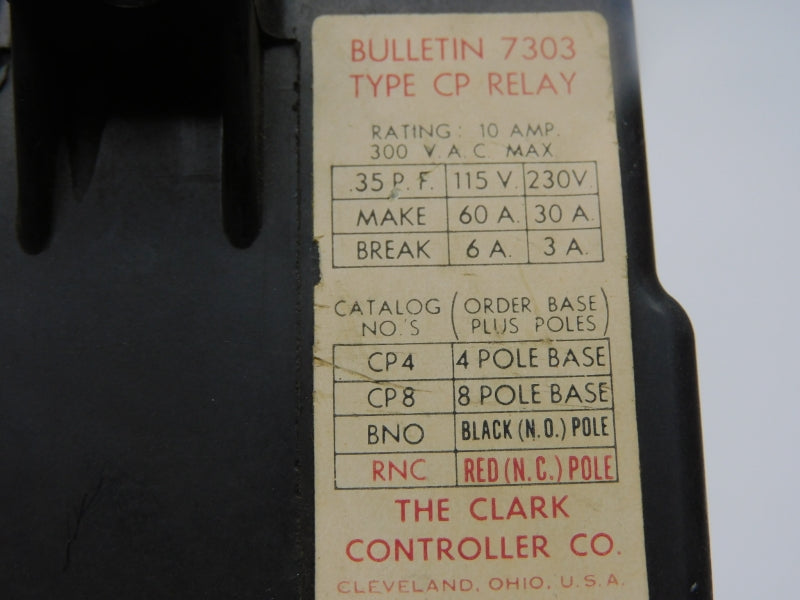 BULLETIN 7303
TYPE CP RELAY
RATING: 10 AMP.
300 V.A.C MAX
.35 P.F. 115 V. 230V.
MAKE 60 A. 30 A.
BREAK 6 A. 3 A.
CATALOG (ORDER BASE
NO.'S PLUS POLES)
CP4 4 POLE BASE
CP8 8 POLE BASE
BNO BLACK (N.O.) POLE
RNC RED (N.C.) POLE
THE CLARK
CONTROLLER CO.
CLEVELAND, OHIO, U.S.A.